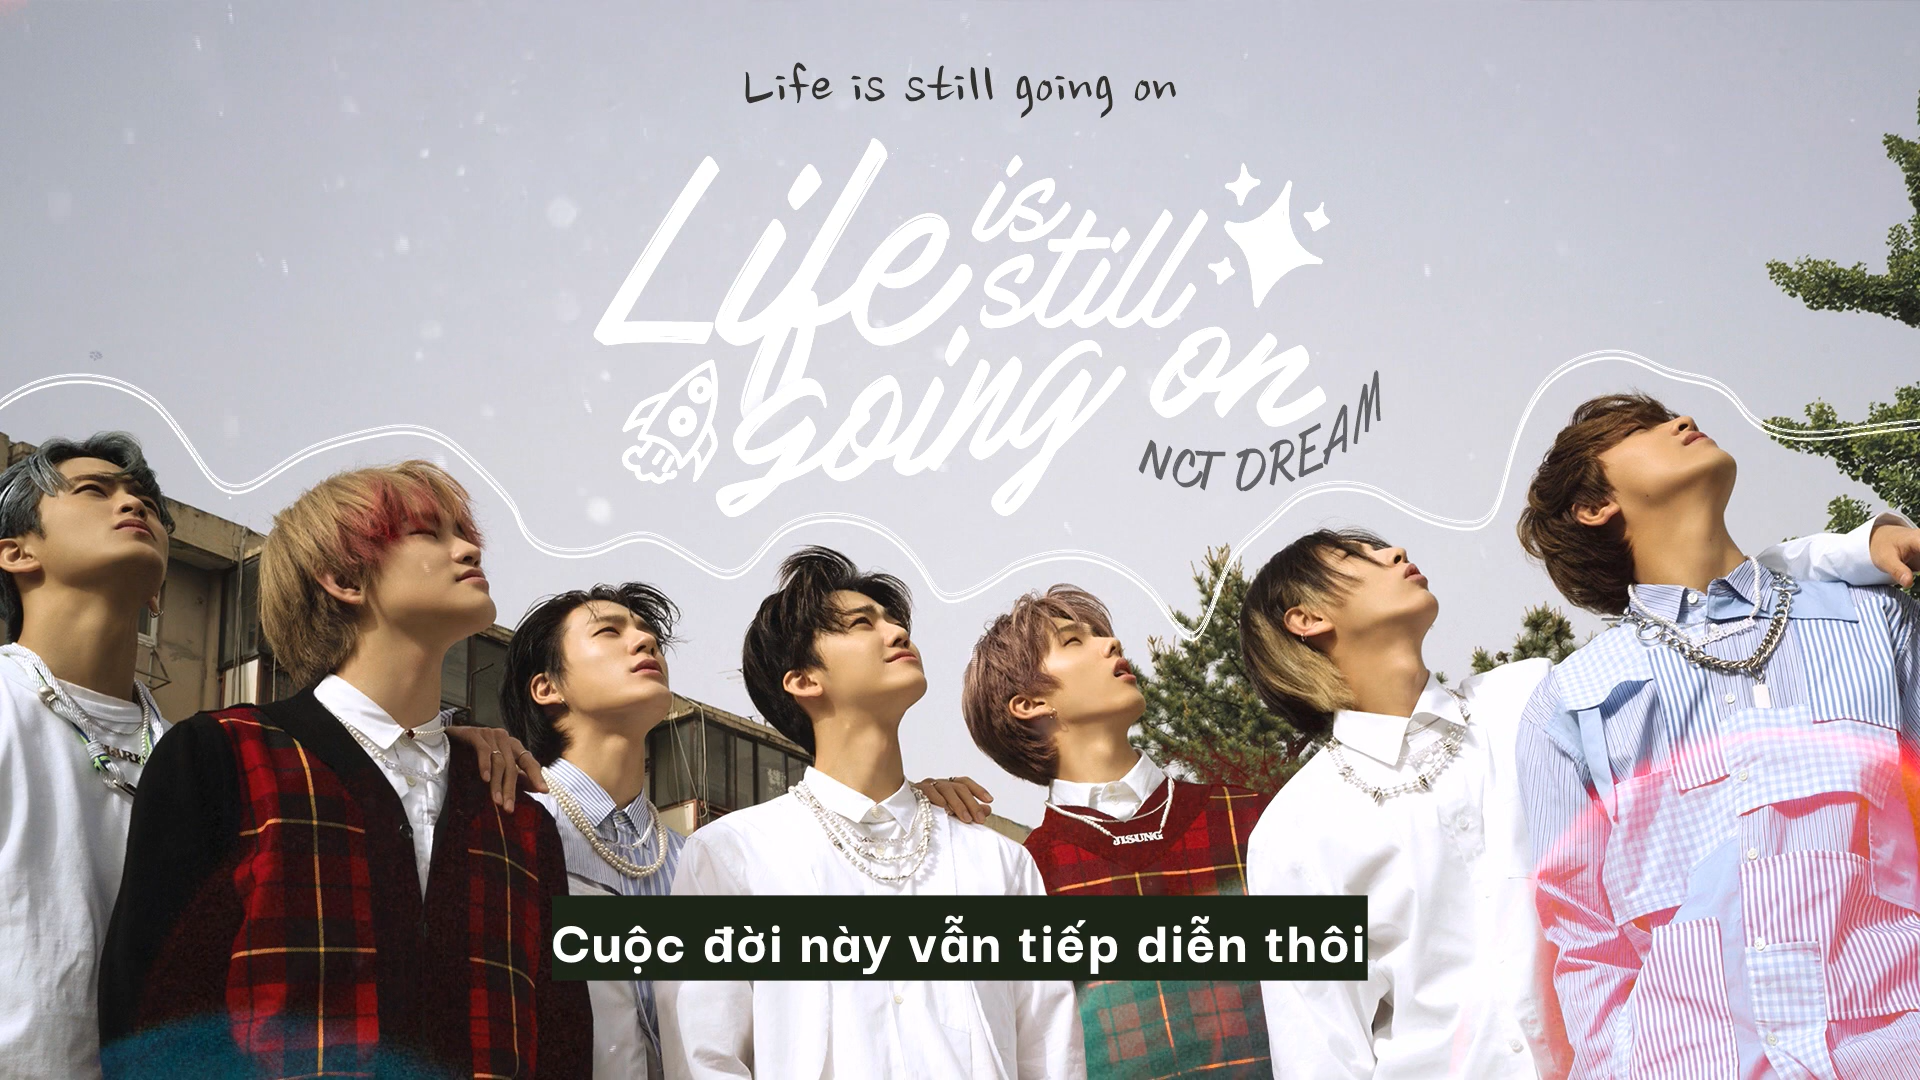 Life is still going on
Life is still
going on
NCT DREAM
JISUNG
Cuộc đời này vẫn tiếp diễn thôi